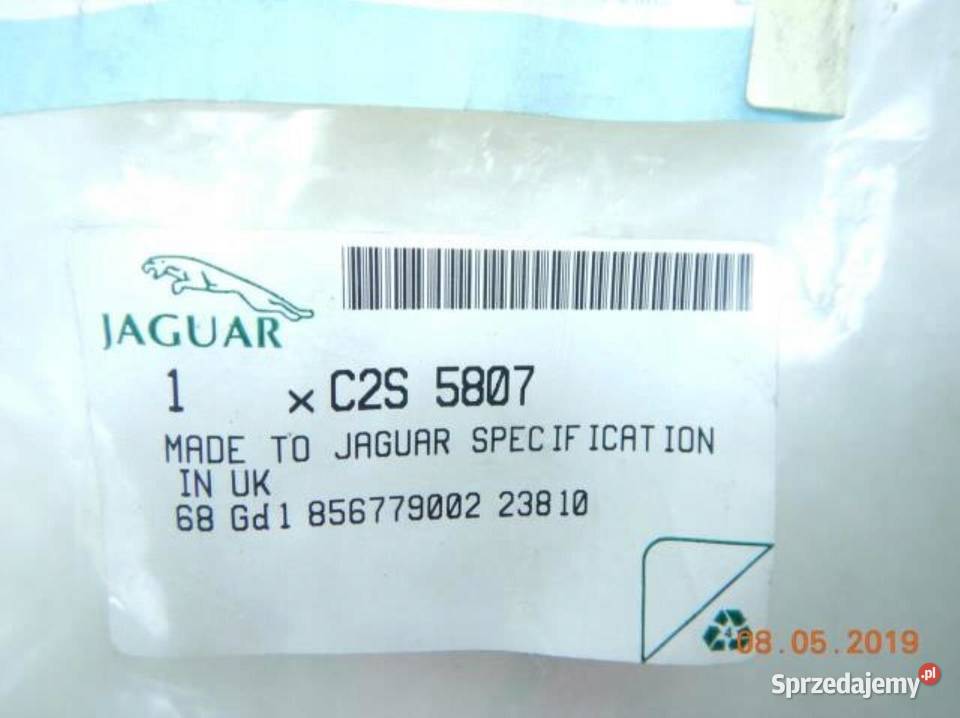 JAGUAR
1 x C2S 5807
MADE TO JAGUAR SPECIFICATION
IN UK
68 Gd1 856779002 23810
4
08.05.2019
Sprzedajemy.pl